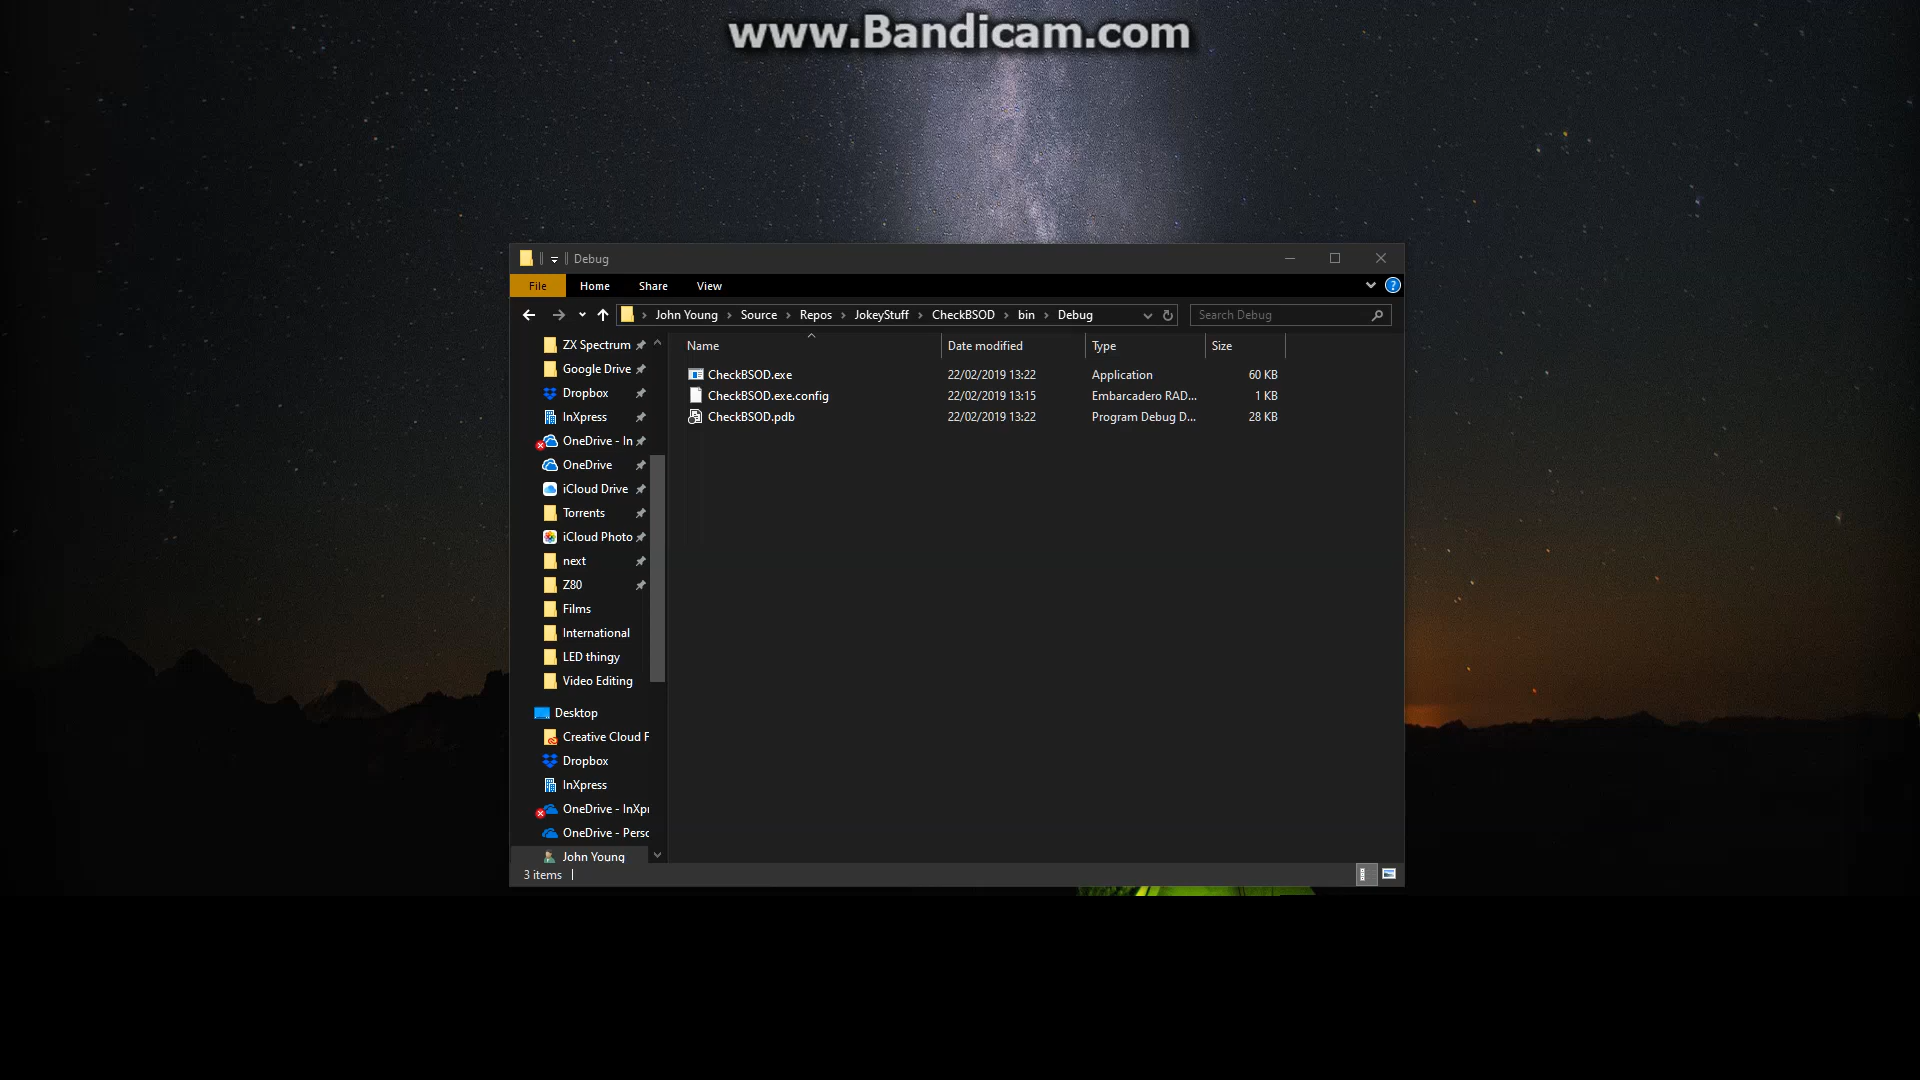 www.Bandicam.com
Debug
File Home Share View
John Young Source Repos JokeyStuff CheckBSOD bin Debug
Search Debug
Name Date modified Type Size
CheckBSOD.exe 22/02/2019 13:22 Application 60 KB
CheckBSOD.exe.config 22/02/2019 13:15 Embarcadero RAD... 1 KB
CheckBSOD.pdb 22/02/2019 13:22 Program Debug D... 28 KB
ZX Spectrum
Google Drive
Dropbox
InXpress
OneDrive - In
OneDrive
iCloud Drive
Torrents
iCloud Photo
next
Z80
Films
International
LED thingy
Video Editing
Desktop
Creative Cloud F
Dropbox
InXpress
OneDrive - InXpr
OneDrive - Perso
John Young
3 items